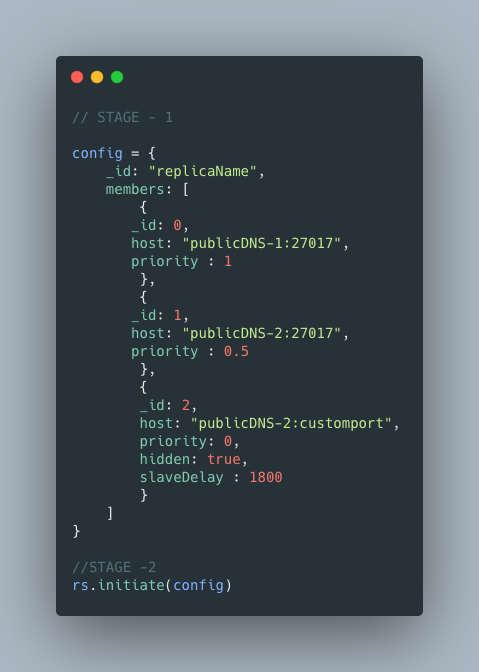 // STAGE - 1
config = {
    _id: "replicaName",
    members: [
        {
       _id: 0,
       host: "publicDNS-1:27017",
       priority : 1
        },
        {
       _id: 1,
       host: "publicDNS-2:27017",
       priority : 0.5
        },
        {
        _id: 2,
        host: "publicDNS-2:customport",
        priority: 0,
        hidden: true,
        slaveDelay : 1800
        }
    ]
}
//STAGE -2
rs.initiate(config)